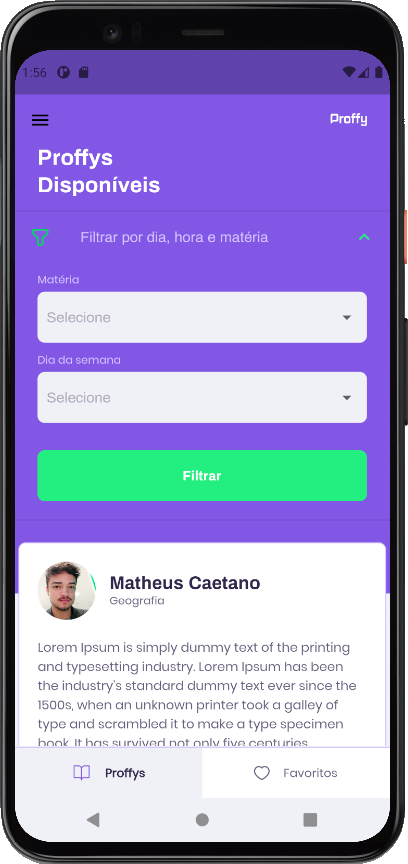 1:56
Proffy
Proffys
Disponíveis
Filtrar por dia, hora e matéria
Matéria
Selecione
Dia da semana
Selecione
Filtrar
Matheus Caetano
Geografia
Lorem Ipsum is simply dummy text of the printing
and typesetting industry. Lorem Ipsum has been
the industry's standard dummy text ever since the
1500s, when an unknown printer took a galley of
type and scrambled it to make a type specimen
book. It has survived not only five centuries
Proffys
Favoritos